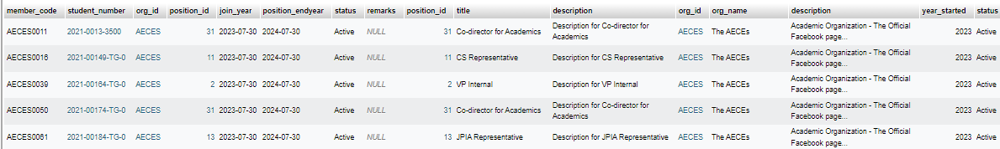 member_code student_number org_id position_id join_year position_endyear status remarks position_id title description org_id org_name description year_started status
AECES0011 2021-0013-3500 AECES 31 2023-07-30 2024-07-30 Active NULL 31 Co-director for Academics Description for Co-director for Academics AECES The AECEs Academic Organization - The Official Facebook page... 2023 Active
AECES0016 2021-00149-TG-0 AECES 11 2023-07-30 2024-07-30 Active NULL 11 CS Representative Description for CS Representative AECES The AECEs Academic Organization - The Official Facebook page... 2023 Active
AECES0039 2021-00164-TG-0 AECES 2 2023-07-30 2024-07-30 Active NULL 2 VP Internal Description for VP Internal AECES The AECEs Academic Organization - The Official Facebook page... 2023 Active
AECES0050 2021-00174-TG-0 AECES 31 2023-07-30 2024-07-30 Active NULL 31 Co-director for Academics Description for Co-director for Academics AECES The AECEs Academic Organization - The Official Facebook page... 2023 Active
AECES0061 2021-00184-TG-0 AECES 13 2023-07-30 2024-07-30 Active NULL 13 JPIA Representative Description for JPIA Representative AECES The AECEs Academic Organization - The Official Facebook page... 2023 Active